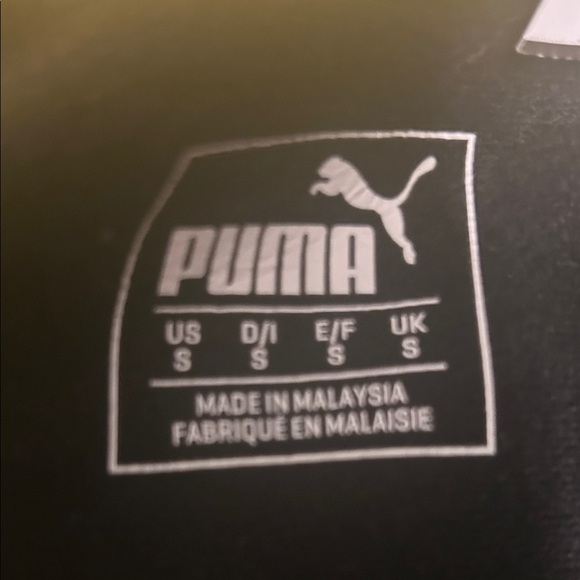 PUMA
US D/I E/F UK
S S S S
MADE IN MALAYSIA
FABRIQUÉ EN MALAISIE